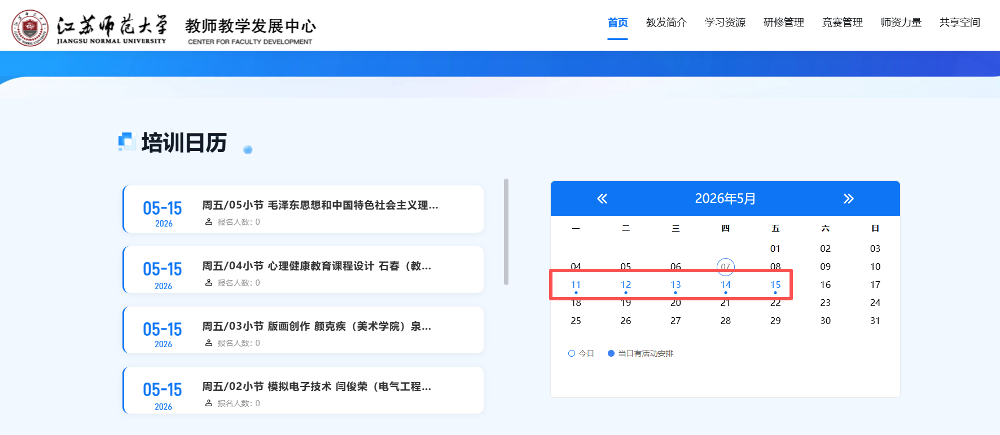 江苏师范大学
JIANGSU NORMAL UNIVERSITY
教师教学发展中心
CENTER FOR FACULTY DEVELOPMENT
首页 教发简介 学习资源 研修管理 竞赛管理 师资力量 共享空间
培训日历
05-15
2026
周五/05小节 毛泽东思想和中国特色社会主义理...
报名人数: 0
05-15
2026
周五/04小节 心理健康教育课程设计 石春（教...
报名人数: 0
05-15
2026
周五/03小节 版画创作 颜克疾（美术学院）泉...
报名人数: 0
05-15
2026
周五/02小节 模拟电子技术 闫俊荣（电气工程...
报名人数: 0
2026年5月
一 二 三 四 五 六 日
01 02 03
04 05 06 07 08 09 10
11 12 13 14 15 16 17
18 19 20 21 22 23 24
25 26 27 28 29 30 31
今日 当日有活动安排